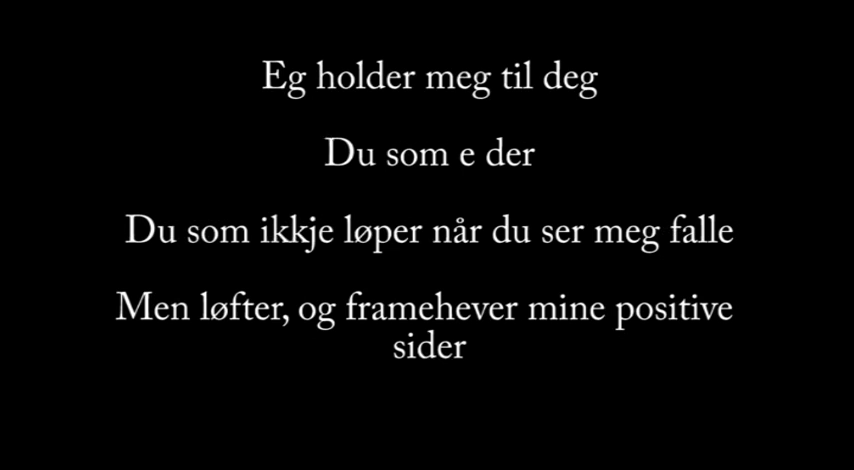 Eg holder meg til deg
Du som e der
Du som ikkje løper når du ser meg falle
Men løfter, og framehever mine positive
sider